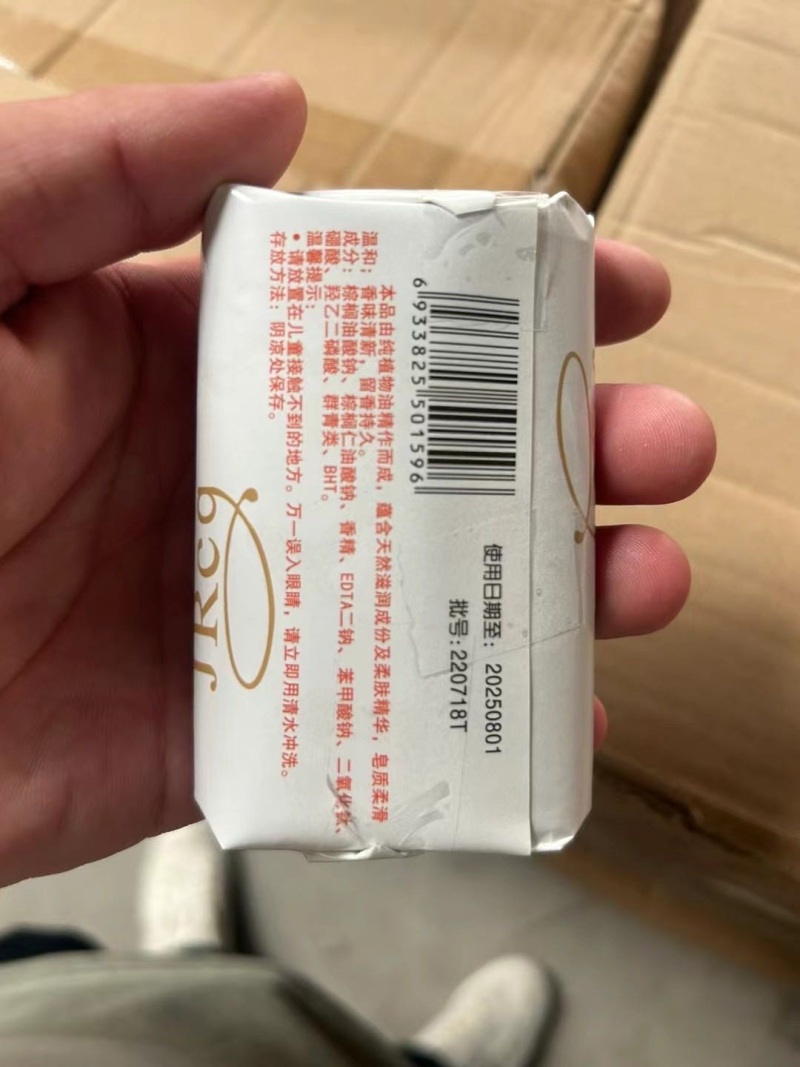 6 933825 501596
使用日期至：20250801
批号：220718T
本品由纯植物油精作而成，蕴含天然滋润成份及柔肤精华，皂质柔滑
温和；香味清新，留香持久。
成分：棕榈油酸钠、棕榈仁油酸钠、香精、EDTA二钠、苯甲酸钠、二氧化钛、
硼酸、羟乙二磷酸、群青类、BHT。
温馨提示：
• 请放置在儿童接触不到的地方。万一误入眼睛，请立即用清水冲洗。
存放方法：阴凉处保存。